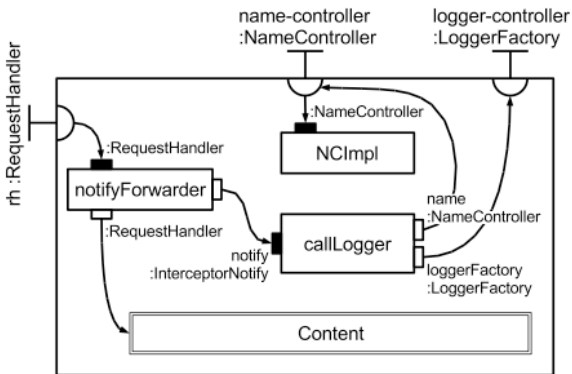 name-controller
:NameController
logger-controller
:LoggerFactory
rh :RequestHandler
:NameController
:RequestHandler
NCImpl
notifyForwarder
name
:NameController
:RequestHandler
callLogger
notify
:InterceptorNotify
loggerFactory
:LoggerFactory
Content